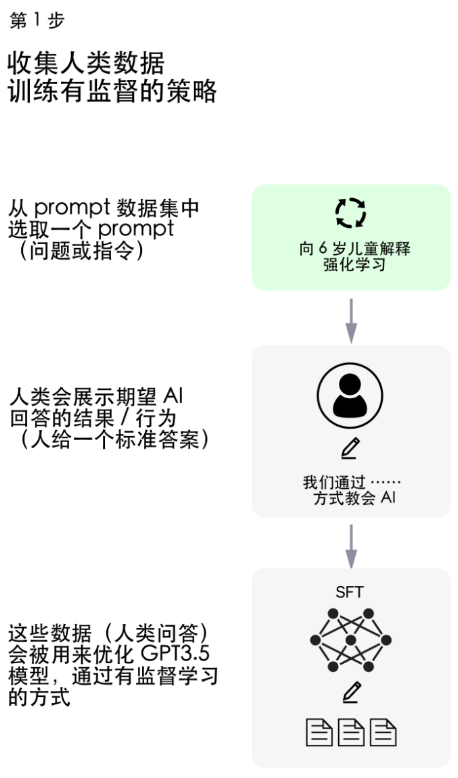 第 1 步
收集人类数据
训练有监督的策略
从 prompt 数据集中
选取一个 prompt
（问题或指令）
向 6 岁儿童解释
强化学习
人类会展示期望 AI
回答的结果 / 行为
（人给一个标准答案）
我们通过 ……
方式教会 AI
SFT
这些数据（人类问答）
会被用来优化 GPT3.5
模型，通过有监督学习
的方式